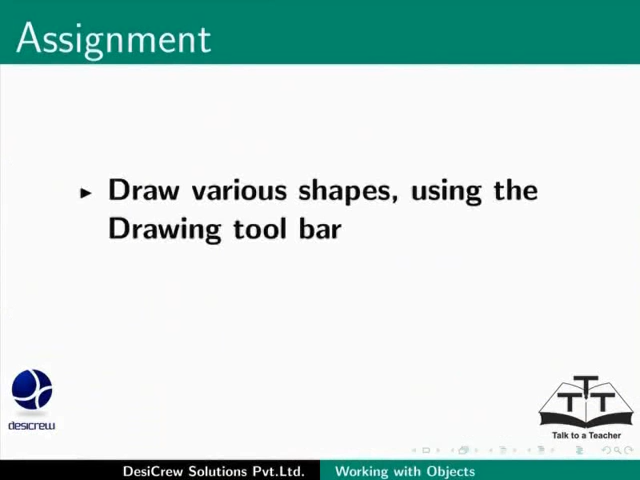 Assignment
Draw various shapes, using the
Drawing tool bar
desicrew
TTT
Talk to a Teacher
DesiCrew Solutions Pvt.Ltd.
Working with Objects